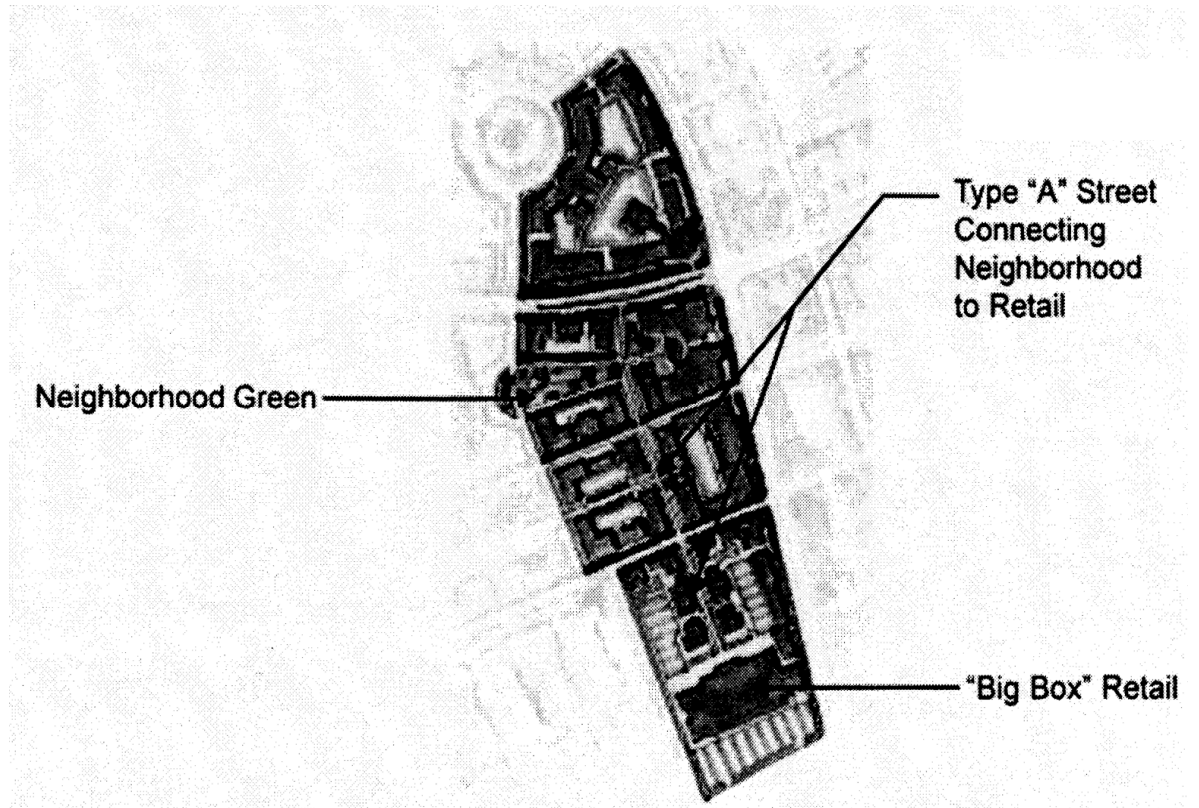 Type “A” Street
Connecting
Neighborhood
to Retail
Neighborhood Green
“Big Box” Retail